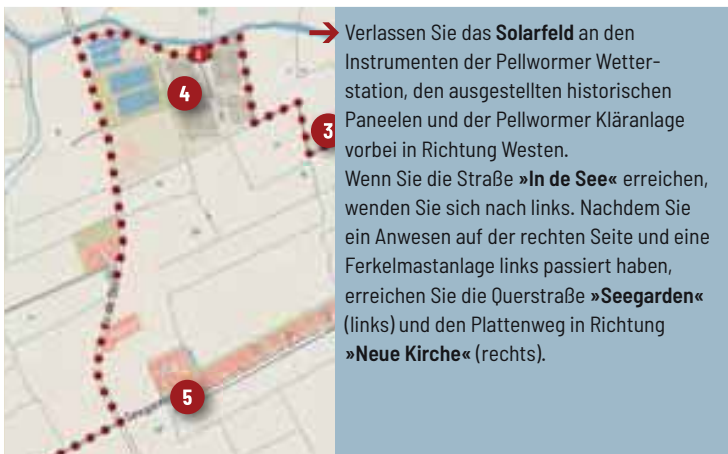 Verlassen Sie das Solarfeld an den
Instrumenten der Pellwormer Wetter-
station, den ausgestellten historischen
Paneelen und der Pellwormer Kläranlage
vorbei in Richtung Westen.
Wenn Sie die Straße »In de See« erreichen,
wenden Sie sich nach links. Nachdem Sie
ein Anwesen auf der rechten Seite und eine
Ferkelmastanlage links passiert haben,
erreichen Sie die Querstraße »Seegarden«
(links) und den Plattenweg in Richtung
»Neue Kirche« (rechts).
4
3
5